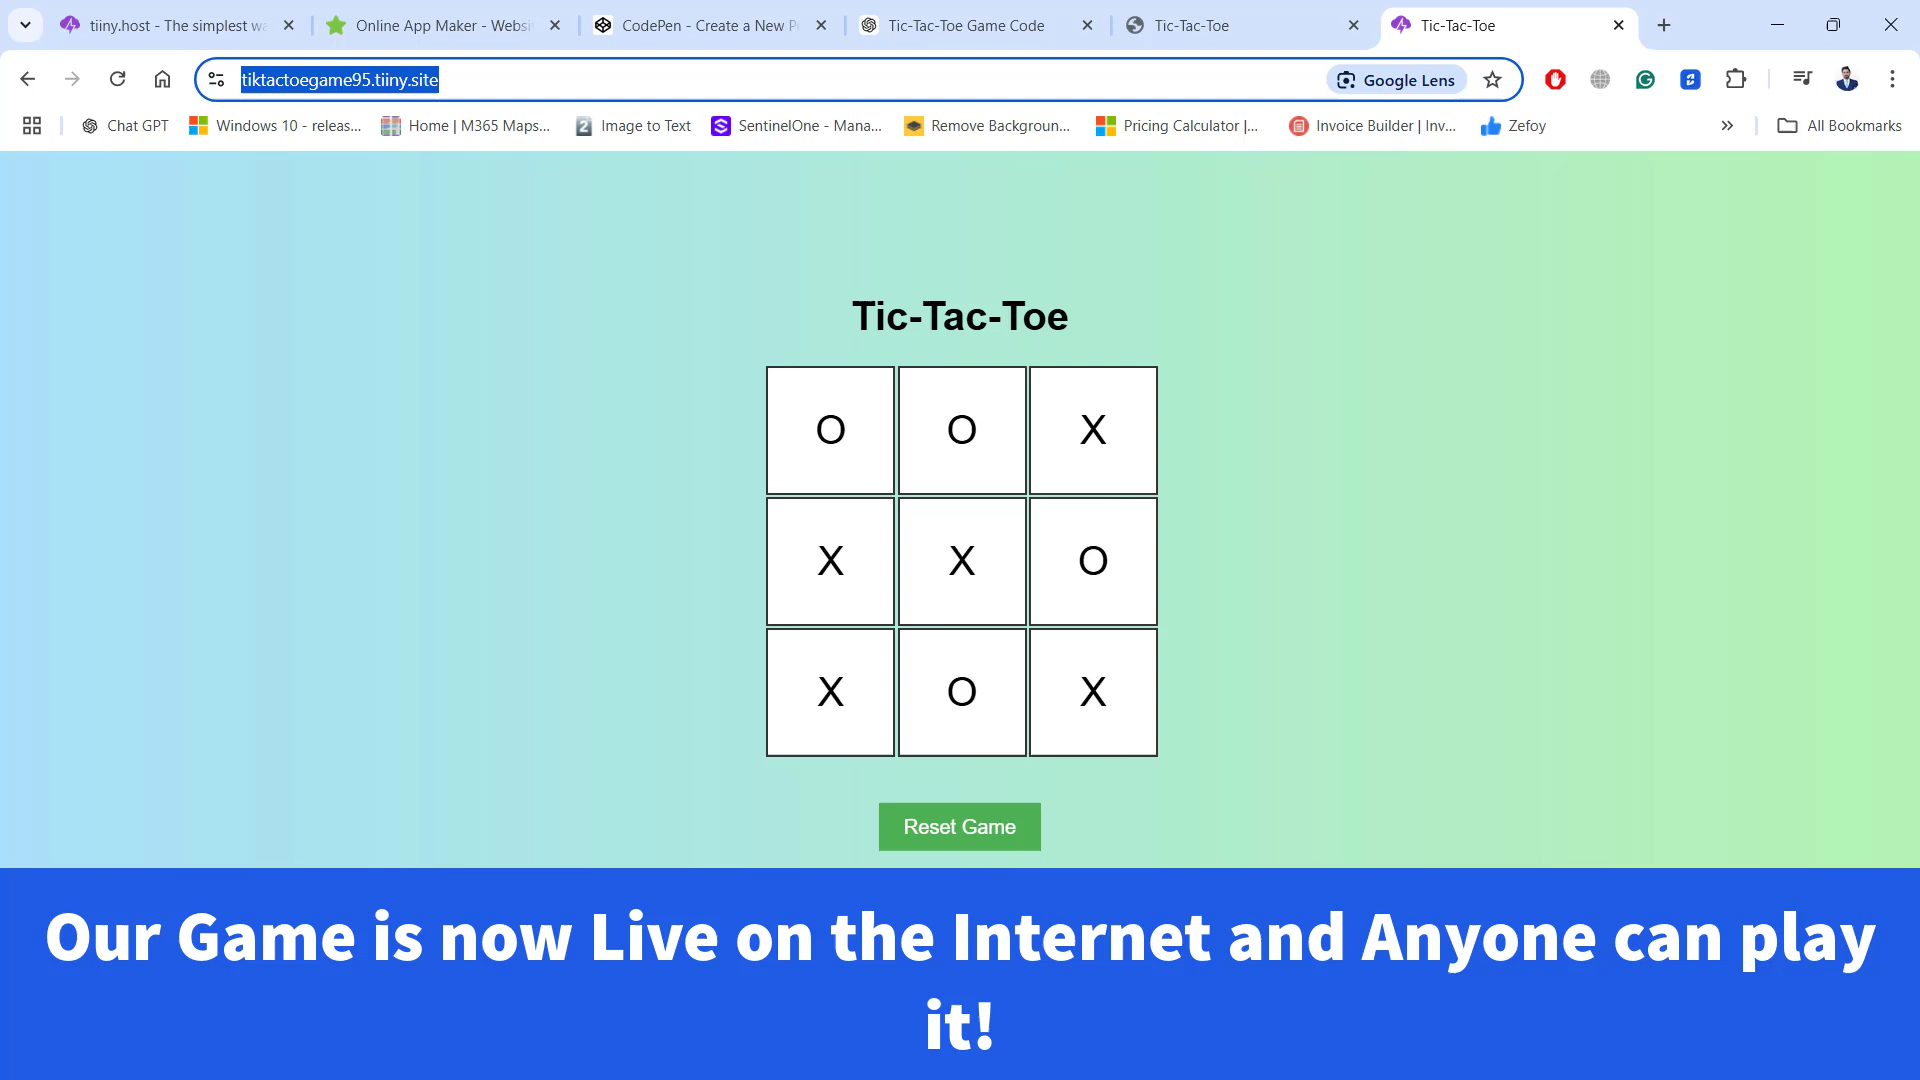 tiiny.host - The simplest wa
Online App Maker - Websi
CodePen - Create a New P
Tic-Tac-Toe Game Code
Tic-Tac-Toe
Tic-Tac-Toe
tiktactoegame95.tiiny.site
Google Lens
Chat GPT
Windows 10 - releas...
Home | M365 Maps...
Image to Text
SentinelOne - Mana...
Remove Backgroun...
Pricing Calculator |...
Invoice Builder | Inv...
Zefoy
All Bookmarks
Tic-Tac-Toe
O O X
X X O
X O X
Reset Game
Our Game is now Live on the Internet and Anyone can play
it!